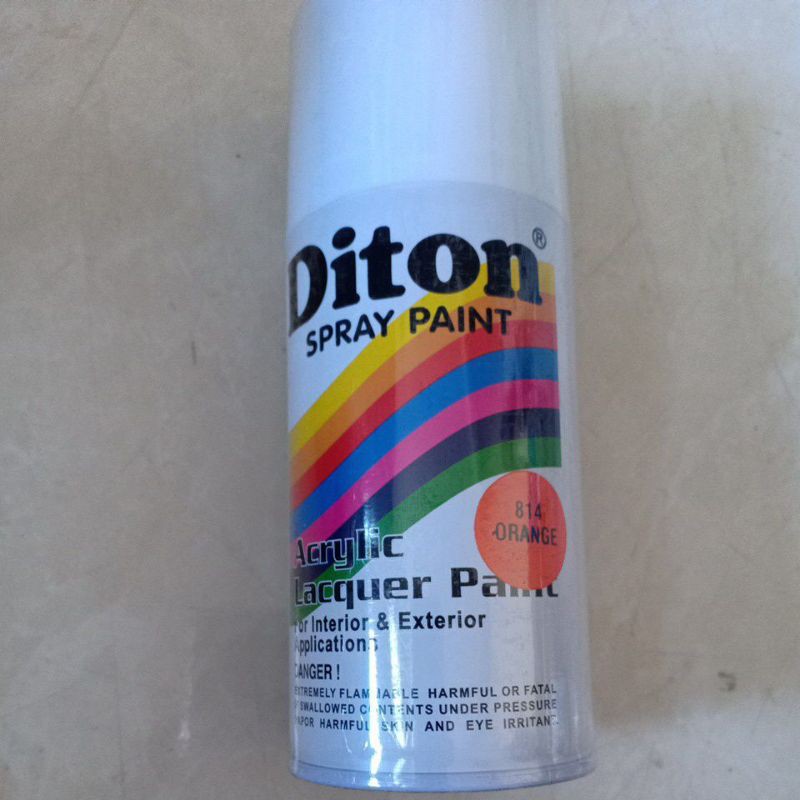 Diton®
SPRAY PAINT
814
ORANGE
Acrylic
Lacquer Paint
For Interior & Exterior
Applications
DANGER !
EXTREMELY FLAMMABLE HARMFUL OR FATAL
IF SWALLOWED CONTENTS UNDER PRESSURE
VAPOR HARMFUL SKIN AND EYE IRRITANT